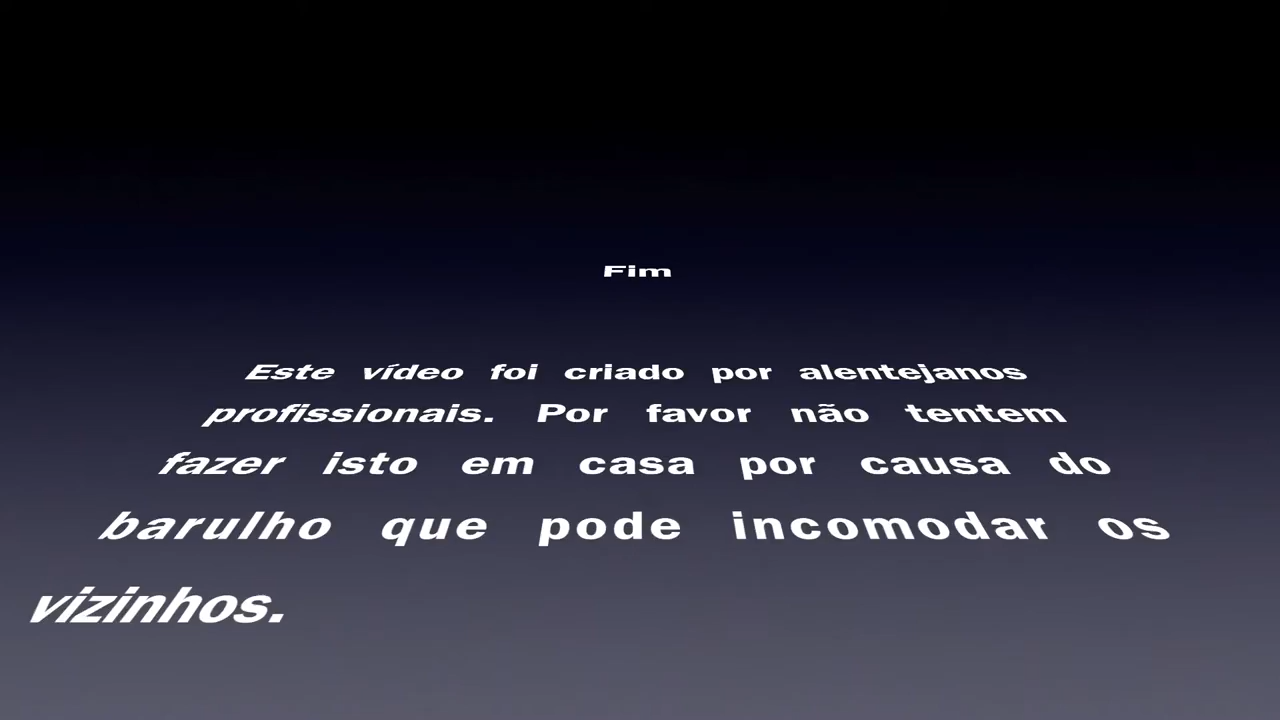 Fim
Este vídeo foi criado por alentejanos
profissionais. Por favor não tentem
fazer isto em casa por causa do
barulho que pode incomodar os
vizinhos.